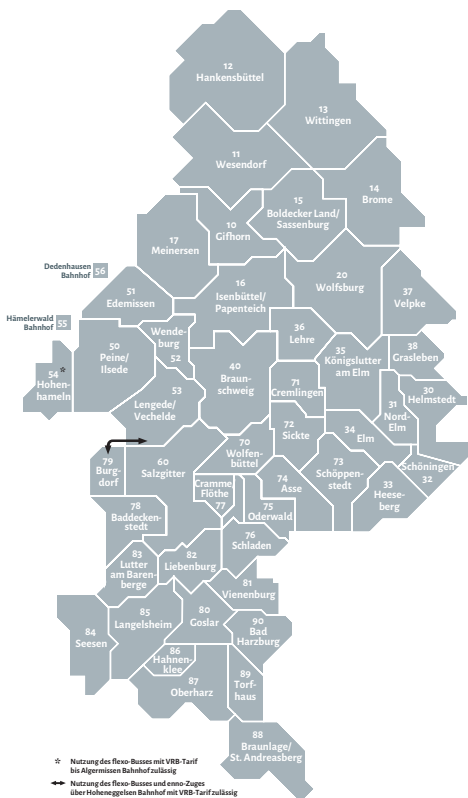 12
Hankensbüttel
13
Wittingen
11
Wesendorf
14
Brome
15
Boldecker Land/
Sassenburg
10
Gifhorn
17
Meinersen
Dedenhausen
Bahnhof
56
16
Isenbüttel/
Papenteich
20
Wolfsburg
37
Velpke
51
Edemissen
Hämelerwald
Bahnhof
55
50
Peine/
Ilsede
Wende-
burg
52
36
Lehre
35
Königslutter
am Elm
38
Grasleben
54 *
Hohen-
hameln
40
Braun-
schweig
30
Helmstedt
71
Cremlingen
53
Lengede/
Vechelde
31
Nord-
Elm
72
Sickte
34 Elm
70
Wolfen-
büttel
79
Burg-
dorf
60
Salzgitter
73
Schöppen-
stedt
Schöningen
32
74
Asse
33
Heese-
berg
Cramme,
Flöthe
77
75
Oderwald
78
Baddecken-
stedt
76
Schladen
83
Lutter
am Baren-
berge
82
Liebenburg
81
Vienenburg
85
Langelsheim
80
Goslar
84
Seesen
90
Bad
Harzburg
86
Hahnen-
klee
87
Oberharz
89
Torf-
haus
88
Braunlage/
St. Andreasberg
* Nutzung des flexo-Busses mit VRB-Tarif
bis Algermissen Bahnhof zulässig
Nutzung des flexo-Busses und enno-Zuges
über Hoheneggelsen Bahnhof mit VRB-Tarif zulässig